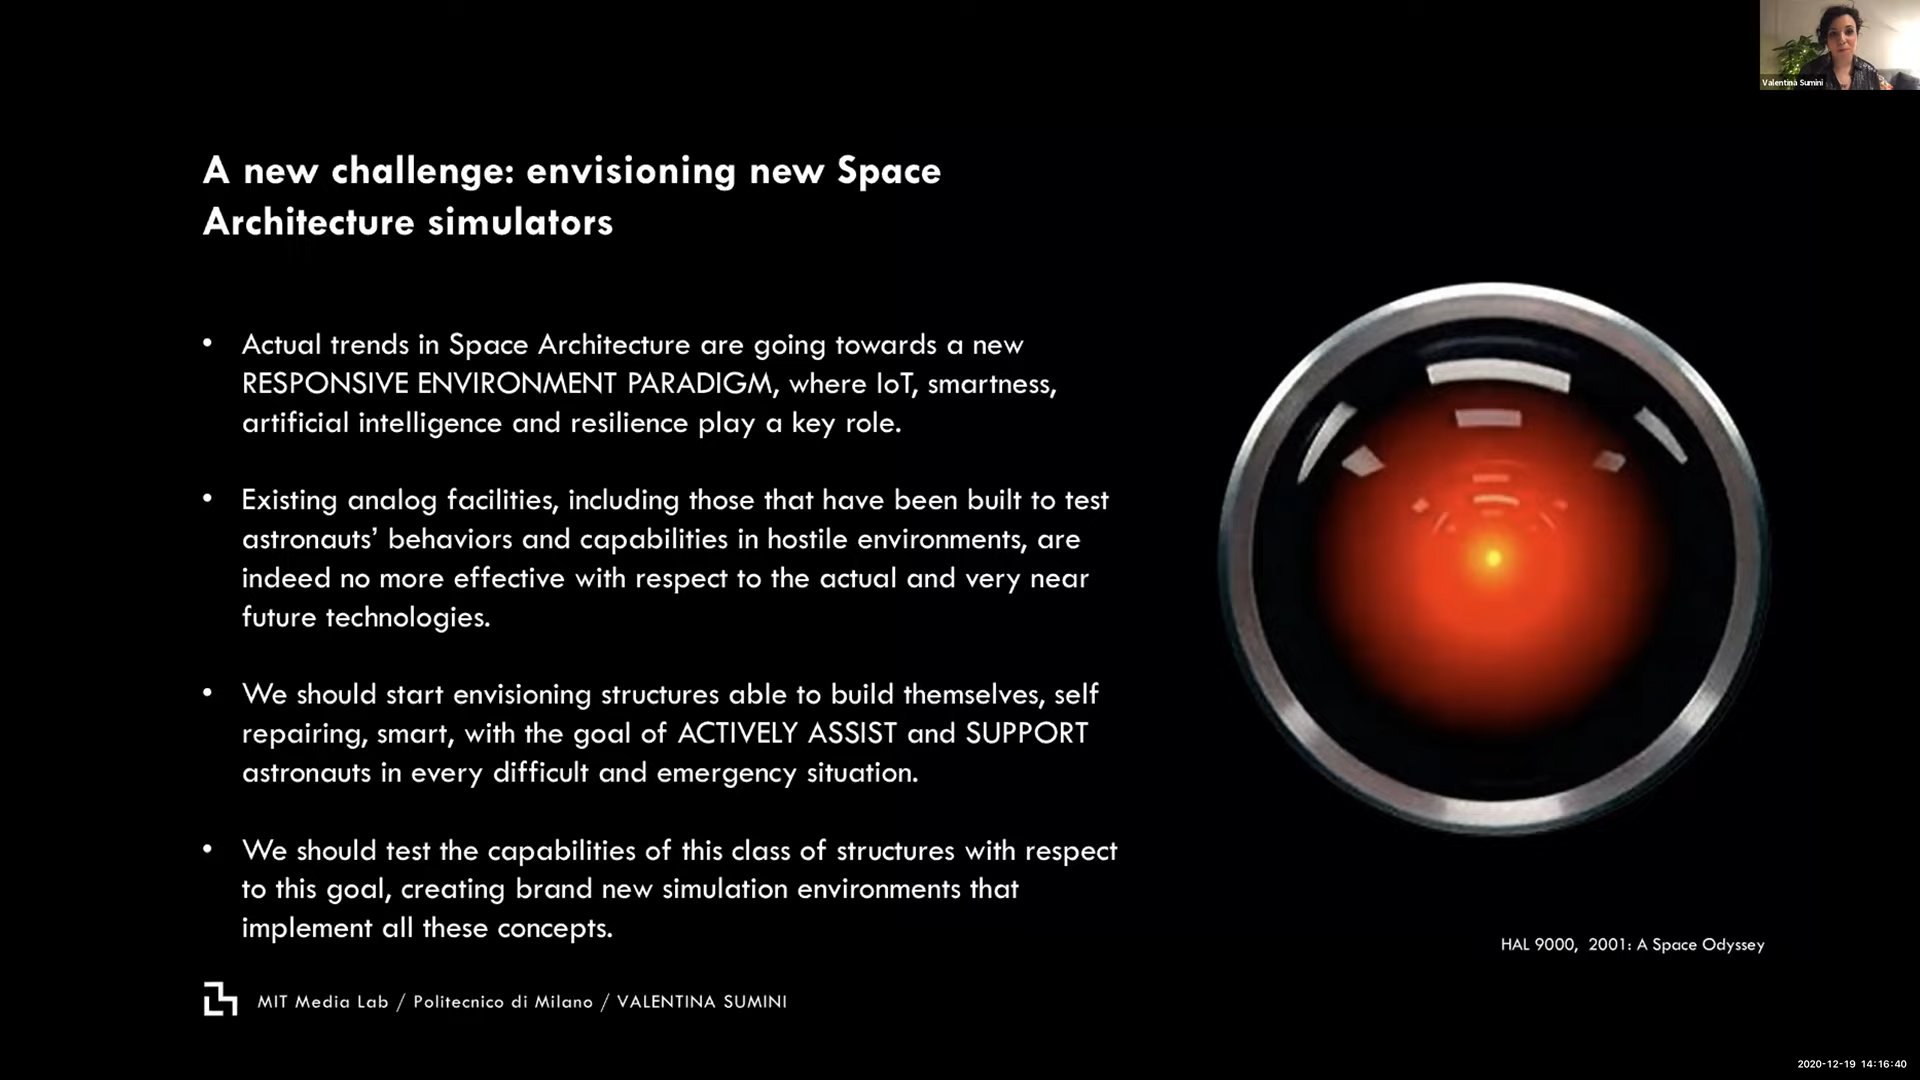 Valentina Sumini
A new challenge: envisioning new Space
Architecture simulators
• Actual trends in Space Architecture are going towards a new
RESPONSIVE ENVIRONMENT PARADIGM, where IoT, smartness,
artificial intelligence and resilience play a key role.
• Existing analog facilities, including those that have been built to test
astronauts’ behaviors and capabilities in hostile environments, are
indeed no more effective with respect to the actual and very near
future technologies.
• We should start envisioning structures able to build themselves, self
repairing, smart, with the goal of ACTIVELY ASSIST and SUPPORT
astronauts in every difficult and emergency situation.
• We should test the capabilities of this class of structures with respect
to this goal, creating brand new simulation environments that
implement all these concepts.
HAL 9000, 2001: A Space Odyssey
MIT Media Lab / Politecnico di Milano / VALENTINA SUMINI
2020-12-19 14:16:40